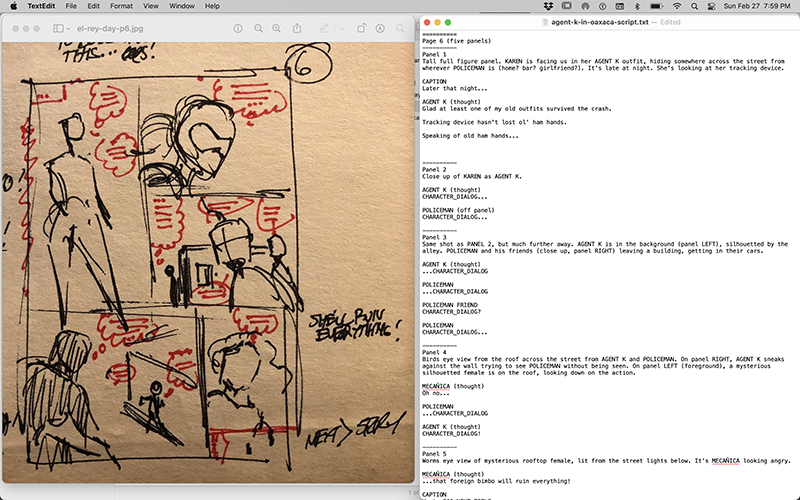 TextEdit File Edit Format View Window Help
Sun Feb 27 7:59 PM
el-rey-day-p6.jpg
agent-k-in-oaxaca-script.txt — Edited
THIS...
6
SHE'LL RUIN
EVERYTHING!
NEXT > STORY
==========
Page 6 (five panels)
----------
Panel 1
Tall full figure panel. KAREN is facing us in her AGENT K outfit, hiding somewhere across the street from
wherever POLICEMAN is (home? bar? girlfriend?). It's late at night. She's looking at her tracking device.
CAPTION
Later that night...
AGENT K (thought)
Glad at least one of my old outfits survived the crash.
Tracking device hasn't lost ol' ham hands.
Speaking of old ham hands...
----------
Panel 2
Close up of KAREN as AGENT K.
AGENT K (thought)
CHARACTER_DIALOG...
POLICEMAN (off panel)
CHARACTER_DIALOG...
----------
Panel 3
Same shot as PANEL 2, but much further away. AGENT K is in the background (panel LEFT), silhouetted by the
alley. POLICEMAN and his friends (close up, panel RIGHT) leaving a building, getting in their cars.
AGENT K (thought)
...CHARACTER_DIALOG
POLICEMAN
...CHARACTER_DIALOG
POLICEMAN FRIEND
CHARACTER_DIALOG?
POLICEMAN
CHARACTER_DIALOG...
----------
Panel 4
Birds eye view from the roof across the street from AGENT K and POLICEMAN. On panel RIGHT, AGENT K sneaks
against the wall trying to see POLICEMAN without being seen. On panel LEFT (foreground), a mysterious
silhouetted female is on the roof, looking down on the action.
MECAÑICA (thought)
Oh no...
POLICEMAN
...CHARACTER_DIALOG
AGENT K (thought)
CHARACTER_DIALOG!
----------
Panel 5
Worms eye view of mysterious rooftop female, lit from the street lights below. It's MECAÑICA looking angry.
MECAÑICA (thought)
...that foreign bimbo will ruin everything!
CAPTION